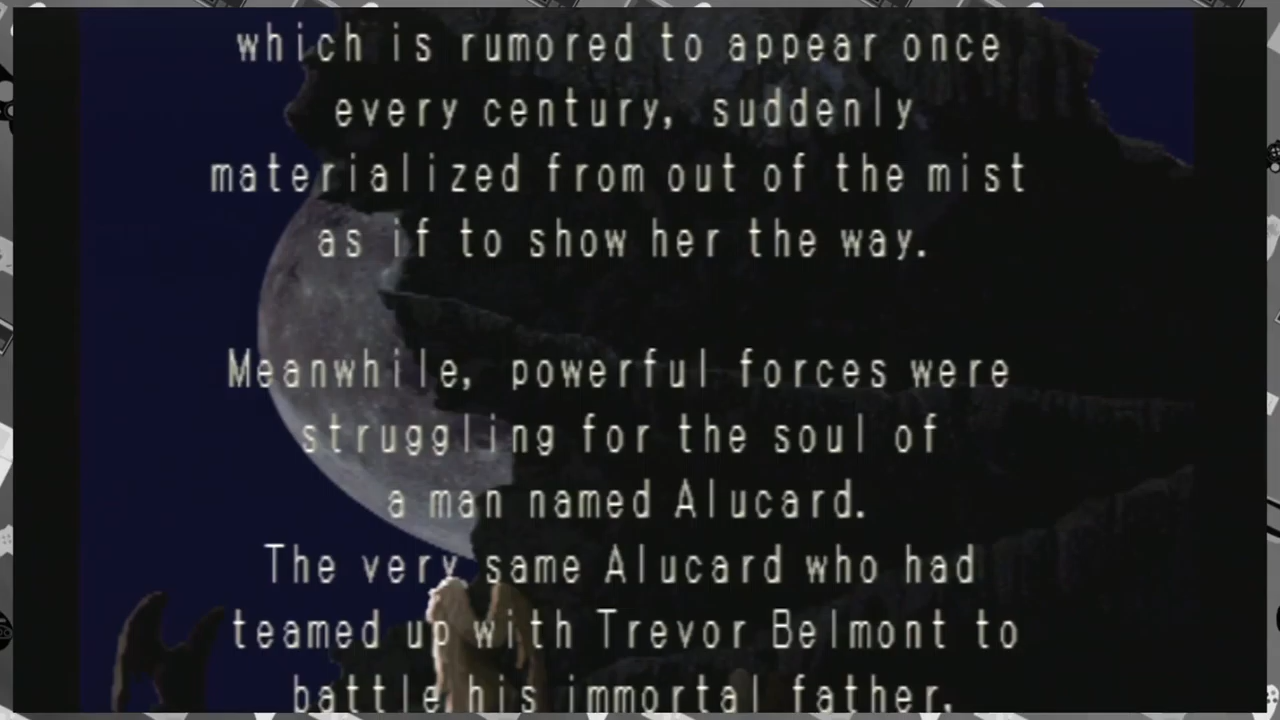 which is rumored to appear once
every century, suddenly
materialized from out of the mist
as if to show her the way.
Meanwhile, powerful forces were
struggling for the soul of
a man named Alucard.
The very same Alucard who had
teamed up with Trevor Belmont to
battle his immortal father,